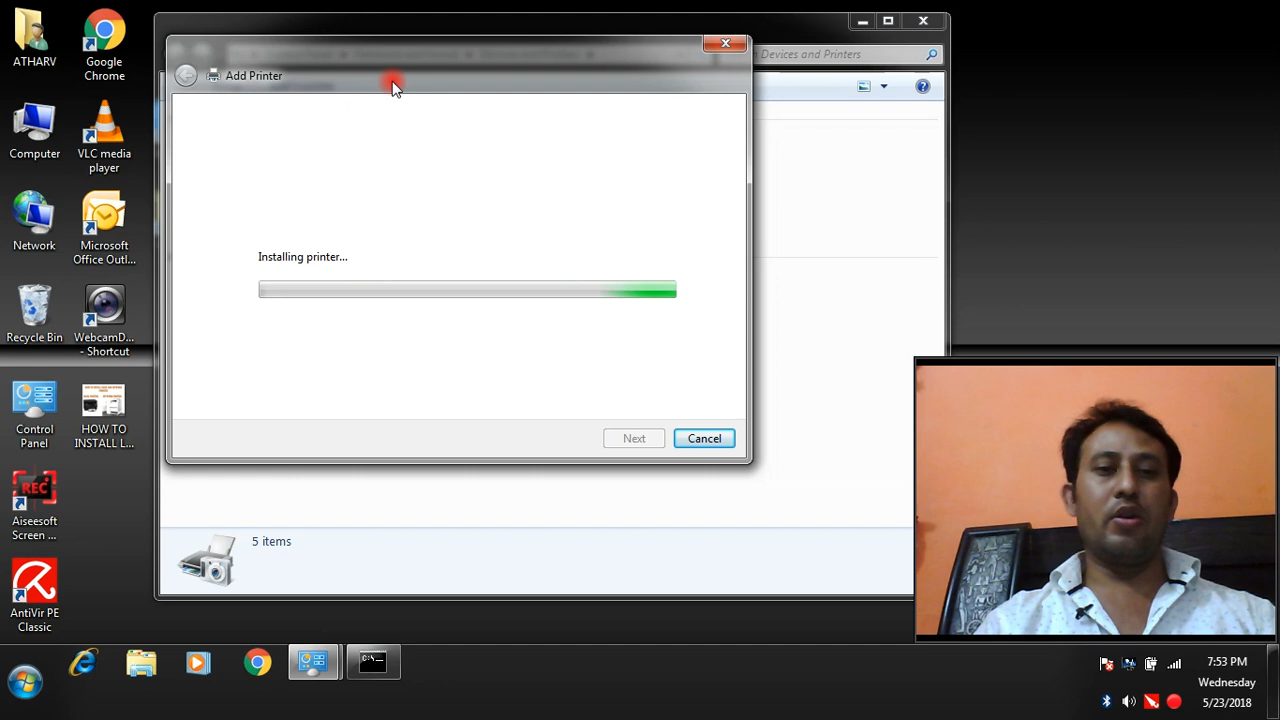 ATHARV
Google
Chrome
Computer
VLC media
player
Network
Microsoft
Office Outl...
Recycle Bin
WebcamD...
- Shortcut
Control
Panel
HOW TO
INSTALL L...
REC
Aiseesoft
Screen ...
AntiVir PE
Classic
Devices and Printers
Add Printer
Installing printer...
Next
Cancel
5 items
C:\_
7:53 PM
Wednesday
5/23/2018